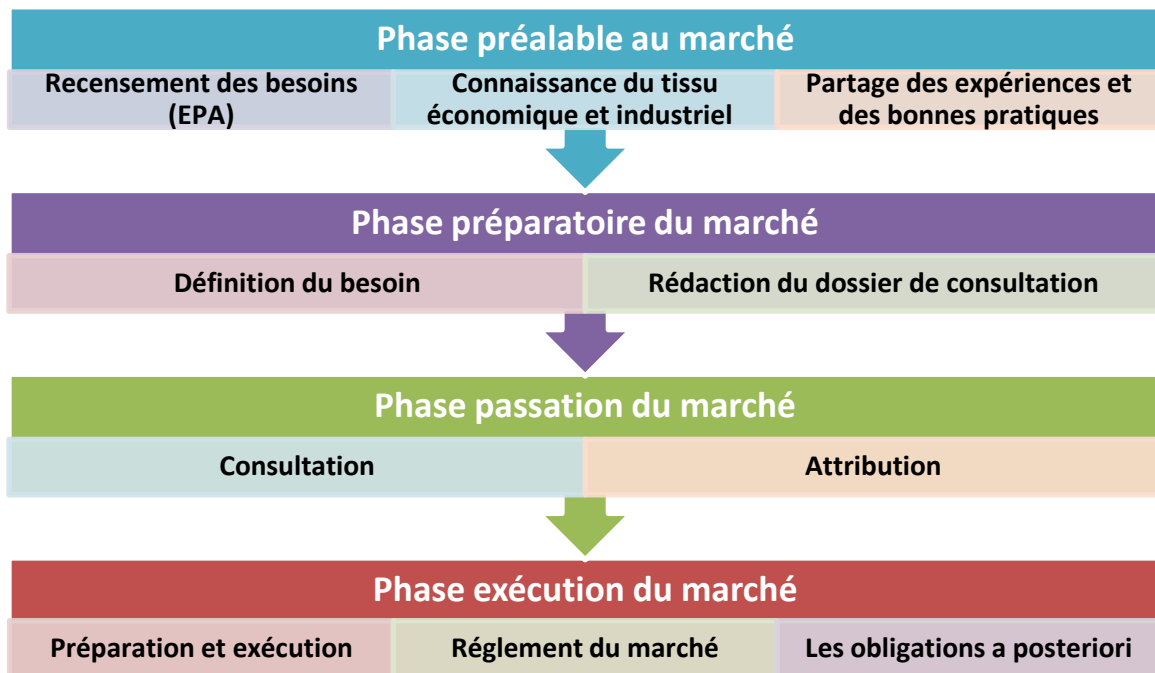 Phase préalable au marché
Recensement des besoins
(EPA)
Connaissance du tissu
économique et industriel
Partage des expériences et
des bonnes pratiques
Phase préparatoire du marché
Définition du besoin
Rédaction du dossier de consultation
Phase passation du marché
Consultation
Attribution
Phase exécution du marché
Préparation et exécution
Réglement du marché
Les obligations a posteriori